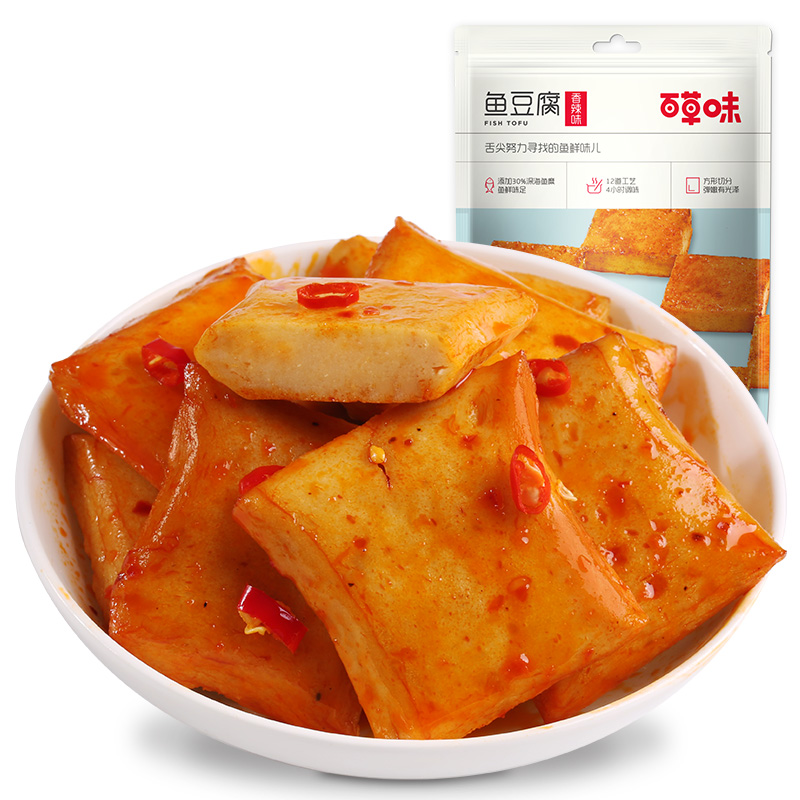 鱼豆腐
香辣味
FISH TOFU
百草味
舌尖努力寻找的鱼鲜味儿
添加30%深海鱼糜
鱼鲜味足
12道工艺
4小时调味
方形切分
弹嫩有光泽